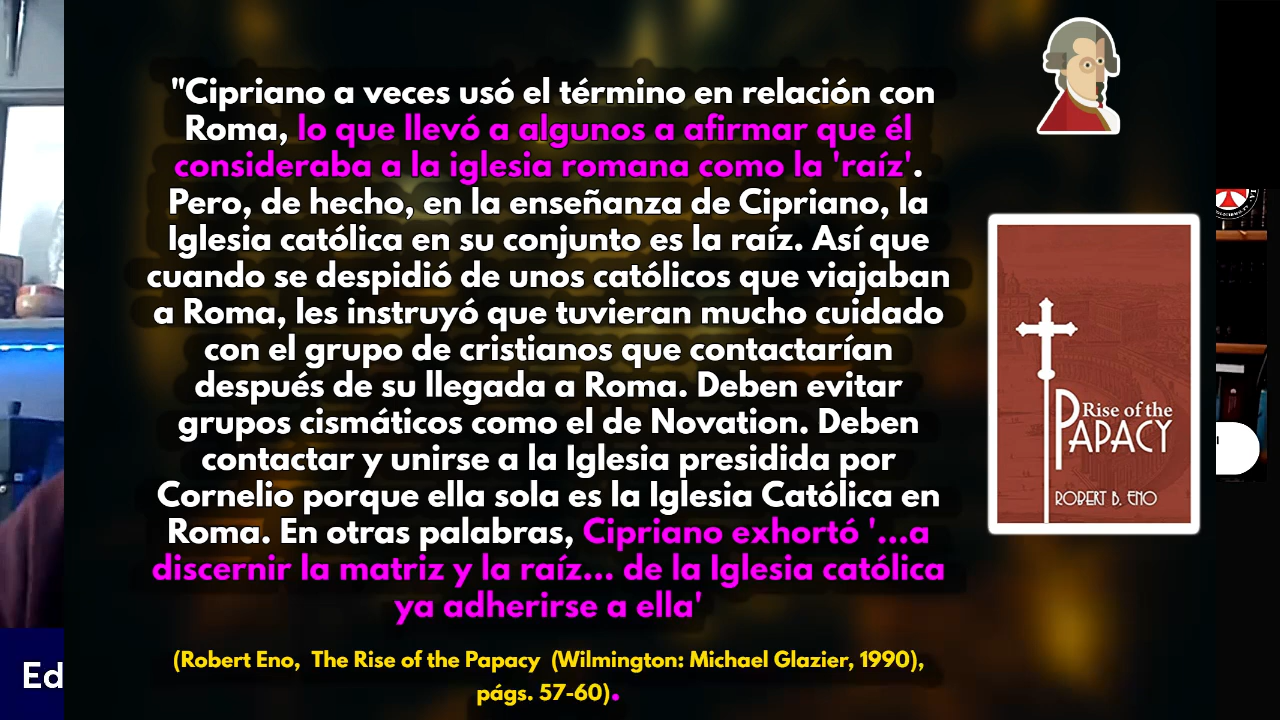 "Cipriano a veces usó el término en relación con
Roma, lo que llevó a algunos a afirmar que él
consideraba a la iglesia romana como la 'raíz'.
Pero, de hecho, en la enseñanza de Cipriano, la
Iglesia católica en su conjunto es la raíz. Así que
cuando se despidió de unos católicos que viajaban
a Roma, les instruyó que tuvieran mucho cuidado
con el grupo de cristianos que contactarían
después de su llegada a Roma. Deben evitar
grupos cismáticos como el de Novation. Deben
contactar y unirse a la Iglesia presidida por
Cornelio porque ella sola es la Iglesia Católica en
Roma. En otras palabras, Cipriano exhortó '...a
discernir la matriz y la raíz... de la Iglesia católica
ya adherirse a ella'
(Robert Eno, The Rise of the Papacy (Wilmington: Michael Glazier, 1990),
págs. 57-60).
Rise of the
PAPACY
ROBERT B. ENO
Ed